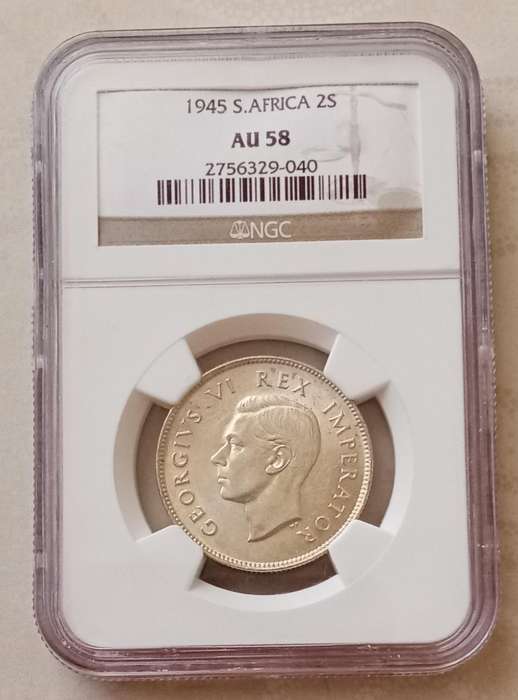 1945 S.AFRICA 2S
AU 58
2756329-040
NGC
GEORGIVS VI REX IMPERATOR